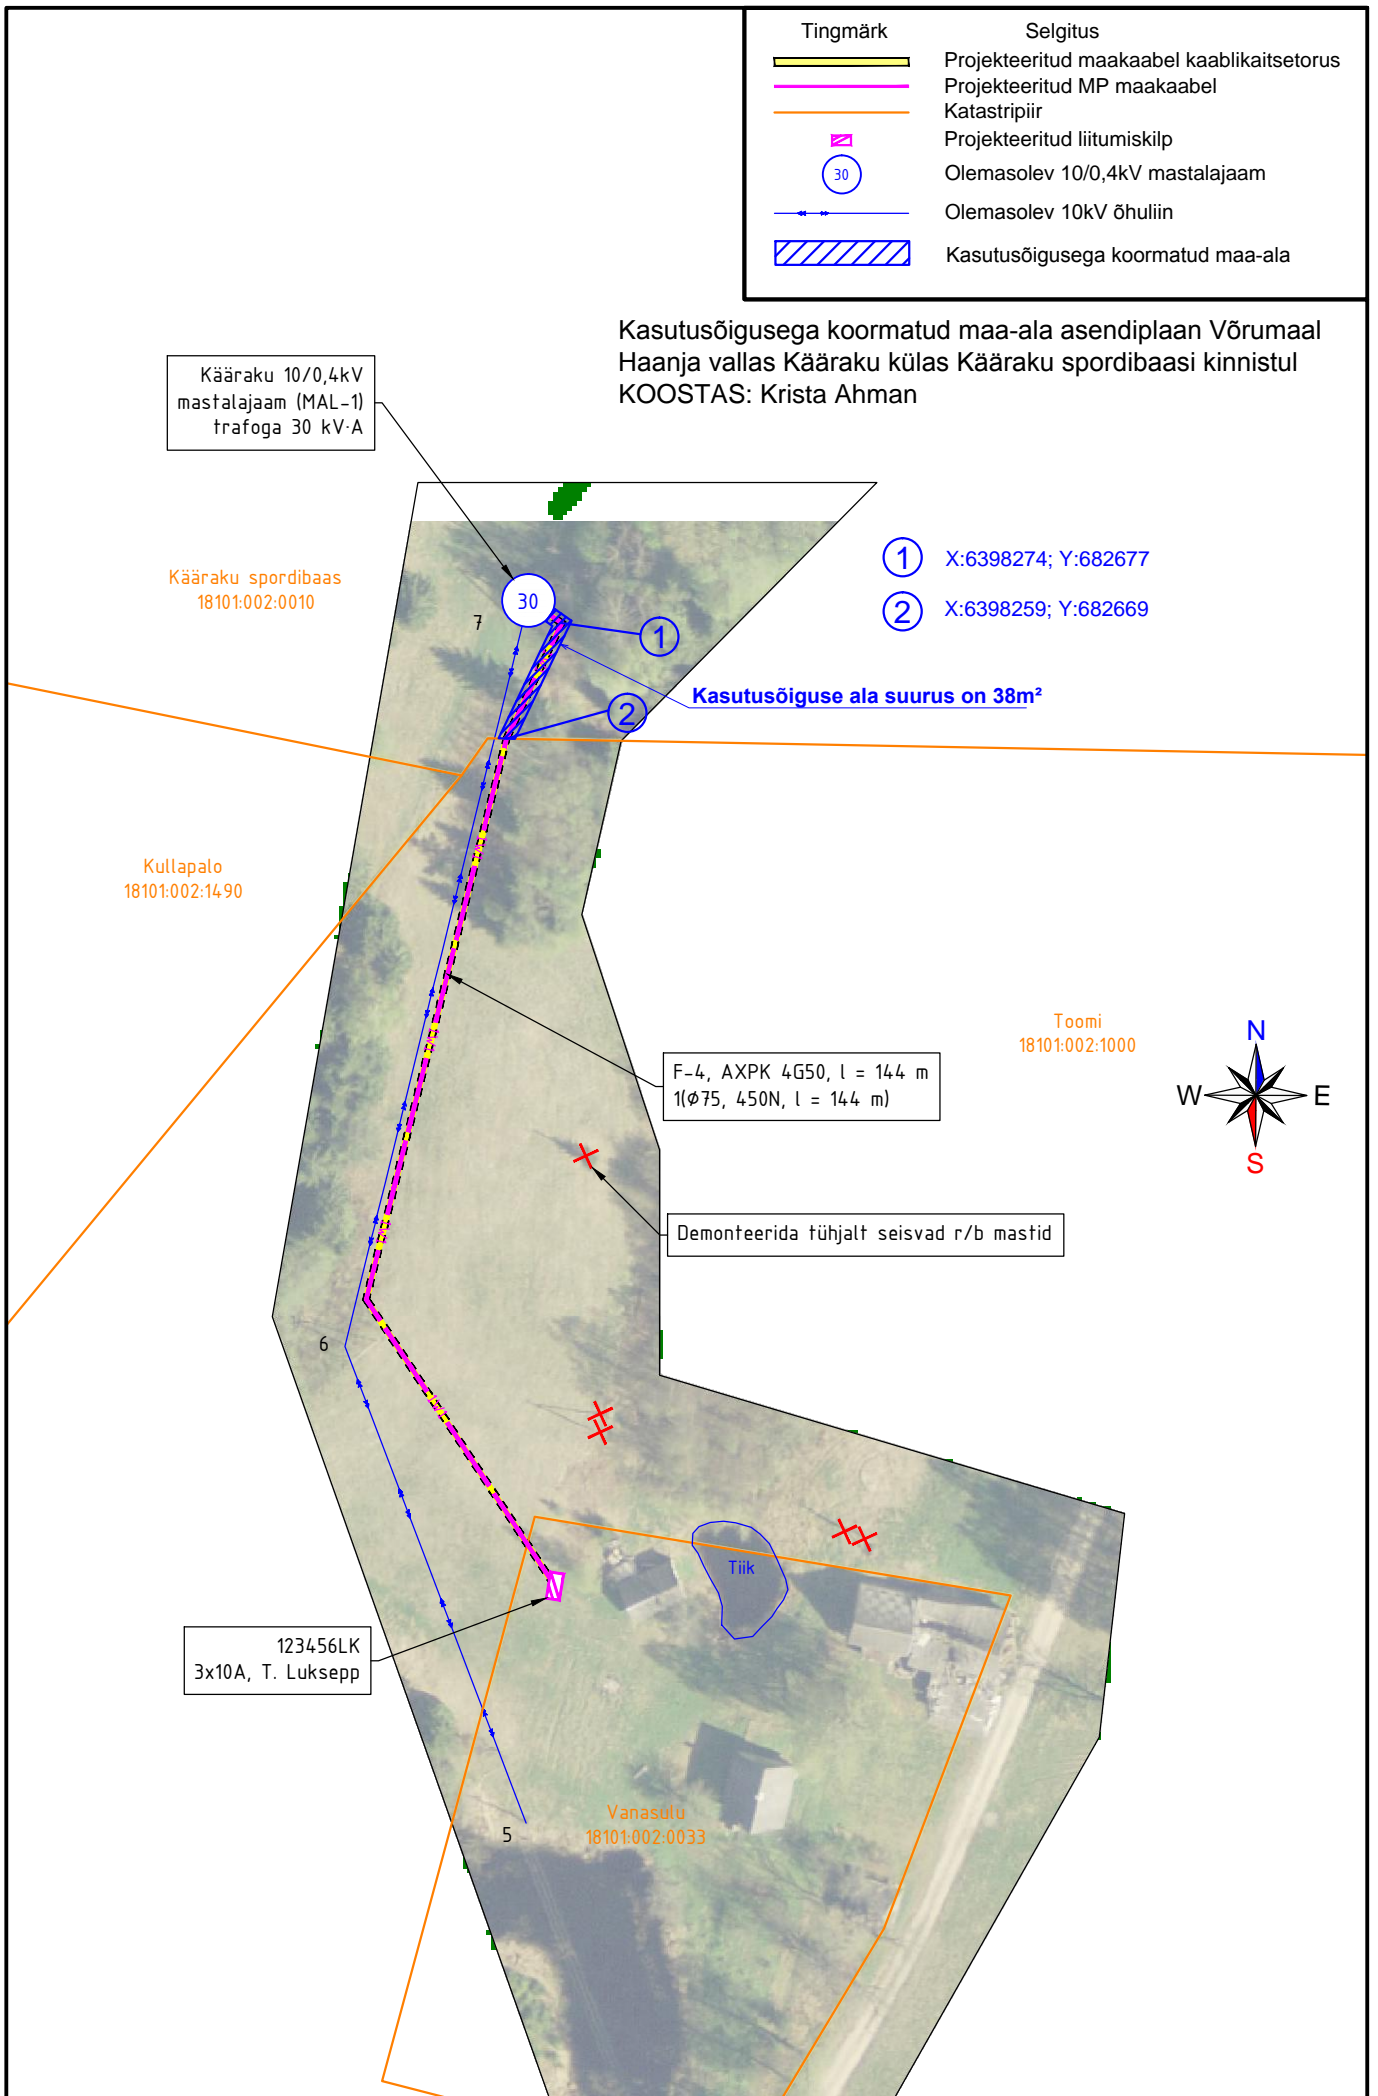 Tingmärk Selgitus
Projekteeritud maakaabel kaablikaitsetorus
Projekteeritud MP maakaabel
Katastripiir
Projekteeritud liitumiskilp
30 Olemasolev 10/0,4kV mastalajaam
Olemasolev 10kV õhuliin
Kasutusõigusega koormatud maa-ala
Kasutusõigusega koormatud maa-ala asendiplaan Võrumaal
Haanja vallas Kääraku külas Kääraku spordibaasi kinnistul
KOOSTAS: Krista Ahman
Kääraku 10/0,4kV
mastalajaam (MAL-1)
trafoga 30 kV·A
1 X:6398274; Y:682677
2 X:6398259; Y:682669
Kääraku spordibaas
18101:002:0010
30
7
1
Kasutusõiguse ala suurus on 38m²
2
Kullapalo
18101:002:1490
Toomi
18101:002:1000
N
W E
S
F-4, AXPK 4G50, l = 144 m
1(φ75, 450N, l = 144 m)
Demonteerida tühjalt seisvad r/b mastid
6
Tiik
123456LK
3x10A, T. Luksepp
5
Vanasulu
18101:002:0033